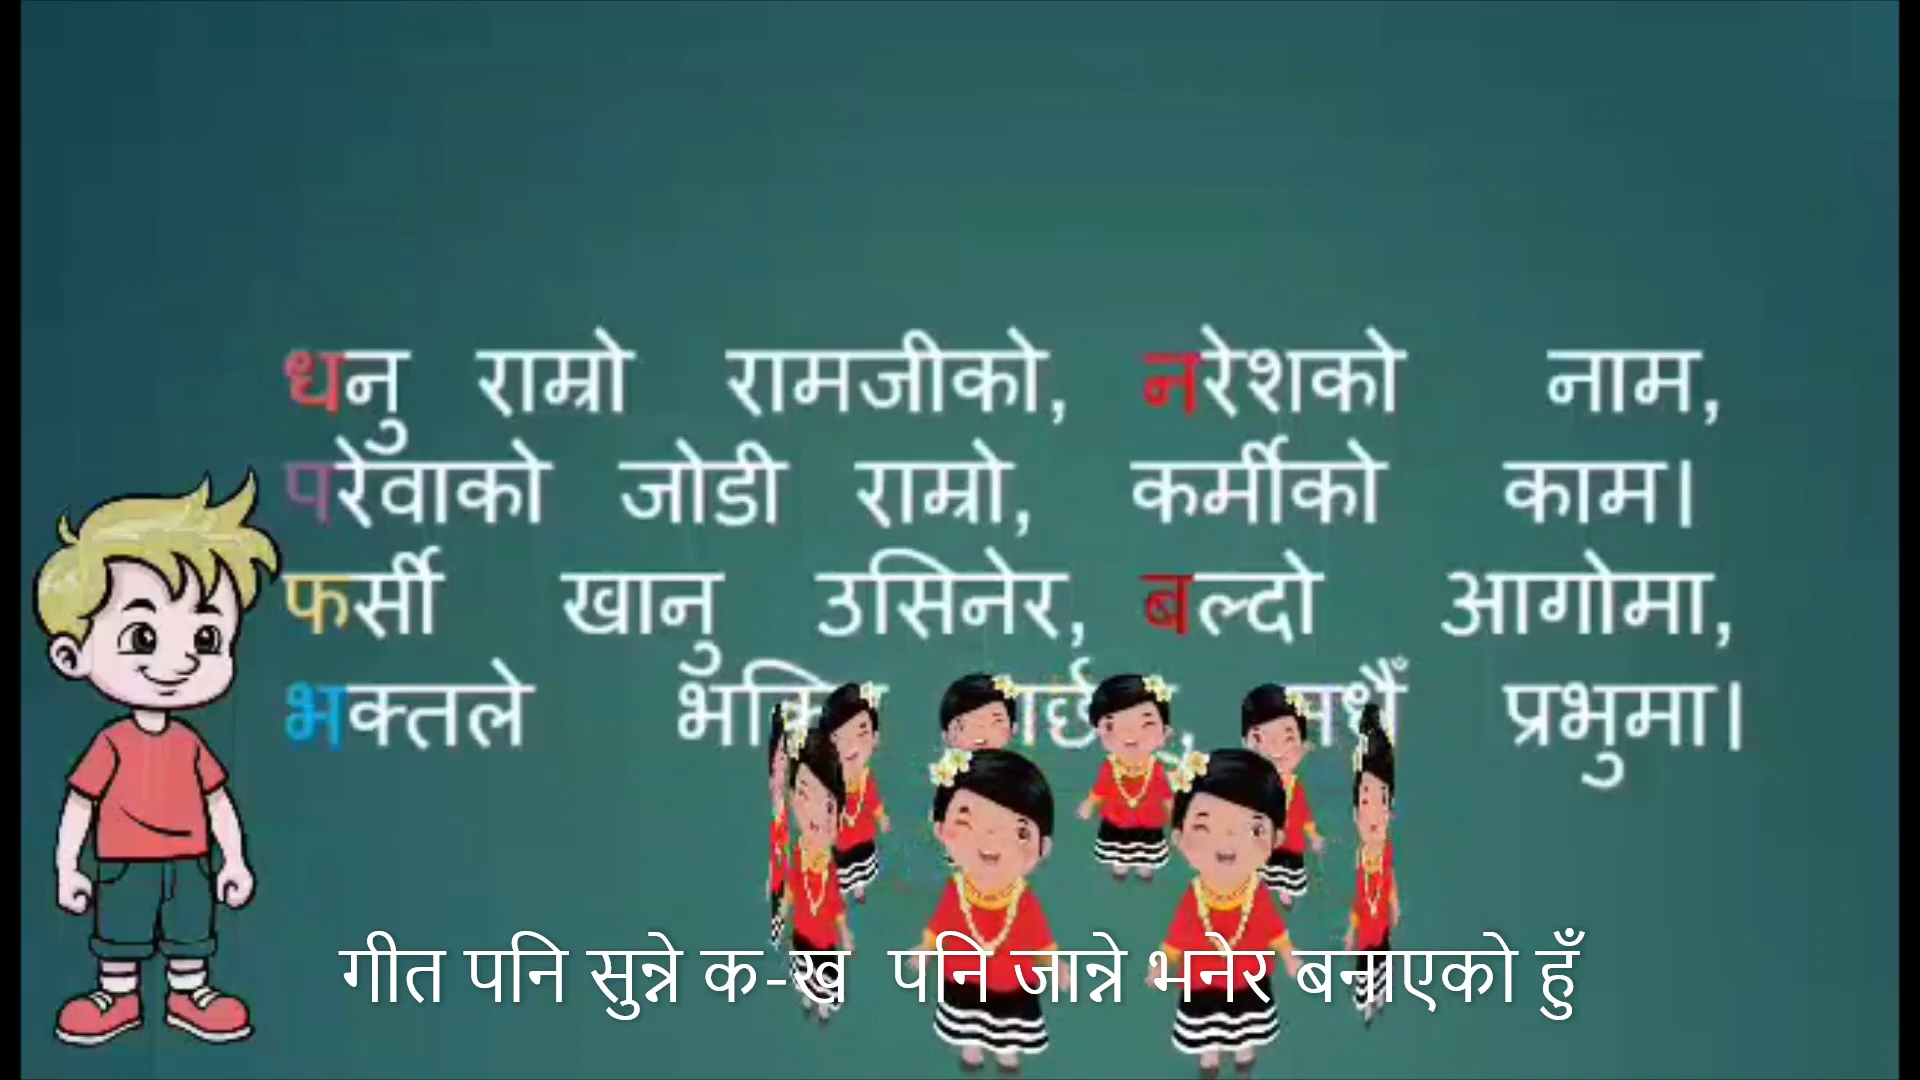 धनु राम्रो रामजीको, नरेशको नाम,
परेवाको जोडी राम्रो, कर्मीको काम।
फर्सी खानु उसिनेर, बल्दो आगोमा,
भक्तले प्रभुमा।
गीत पनि सुन्ने क-ख पनि जान्ने भनेर बनाएको हुँ